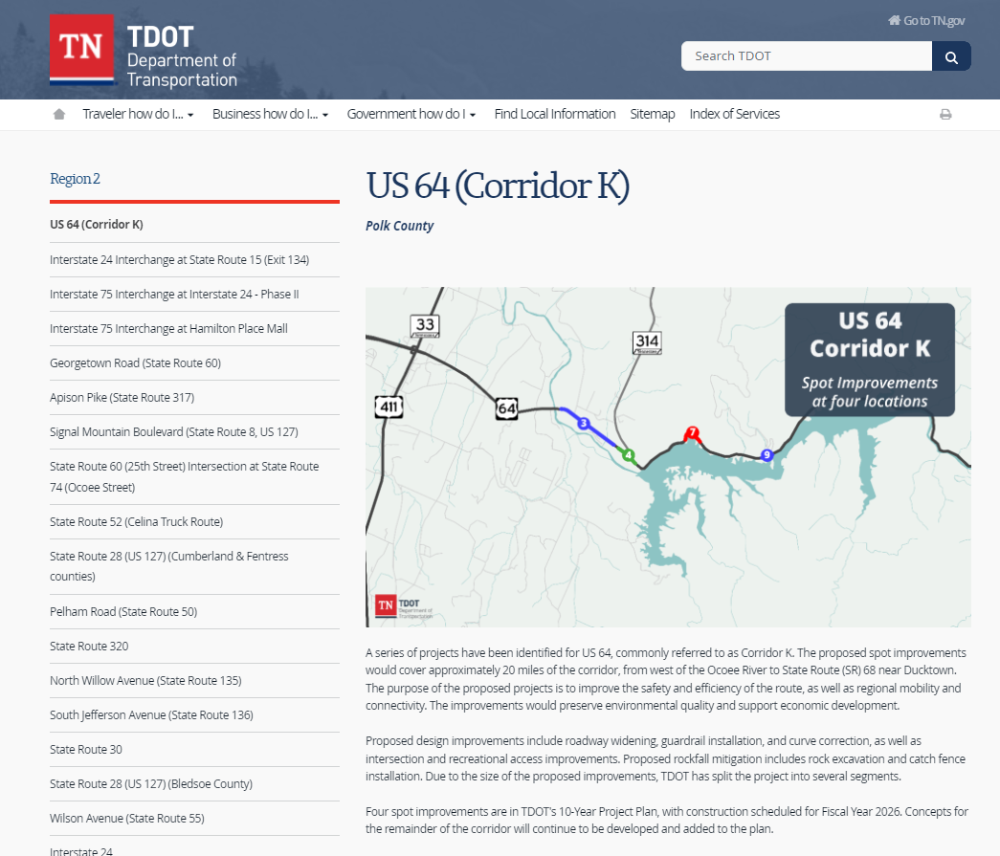 TN
TDOT
Department of
Transportation
Go to TN.gov
Search TDOT
Traveler how do I... Business how do I... Government how do I Find Local Information Sitemap Index of Services
Region 2
US 64 (Corridor K)
Interstate 24 Interchange at State Route 15 (Exit 134)
Interstate 75 Interchange at Interstate 24 - Phase II
Interstate 75 Interchange at Hamilton Place Mall
Georgetown Road (State Route 60)
Apison Pike (State Route 317)
Signal Mountain Boulevard (State Route 8, US 127)
State Route 60 (25th Street) Intersection at State Route
74 (Ocoee Street)
State Route 52 (Celina Truck Route)
State Route 28 (US 127) (Cumberland & Fentress
counties)
Pelham Road (State Route 50)
State Route 320
North Willow Avenue (State Route 135)
South Jefferson Avenue (State Route 136)
State Route 30
State Route 28 (US 127) (Bledsoe County)
Wilson Avenue (State Route 55)
Interstate 24
US 64 (Corridor K)
Polk County
US 64
Corridor K
Spot Improvements
at four locations
33
314
411
64
3
4
7
9
TN
TDOT
Department of
Transportation
A series of projects have been identified for US 64, commonly referred to as Corridor K. The proposed spot improvements
would cover approximately 20 miles of the corridor, from west of the Ocoee River to State Route (SR) 68 near Ducktown.
The purpose of the proposed projects is to improve the safety and efficiency of the route, as well as regional mobility and
connectivity. The improvements would preserve environmental quality and support economic development.
Proposed design improvements include roadway widening, guardrail installation, and curve correction, as well as
intersection and recreational access improvements. Proposed rockfall mitigation includes rock excavation and catch fence
installation. Due to the size of the proposed improvements, TDOT has split the project into several segments.
Four spot improvements are in TDOT's 10-Year Project Plan, with construction scheduled for Fiscal Year 2026. Concepts for
the remainder of the corridor will continue to be developed and added to the plan.